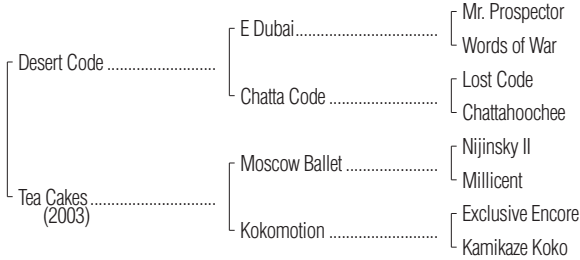 Mr. Prospector
E Dubai.....................................
Words of War
Desert Code ............................
Lost Code
Chatta Code ............................
Chattahoochee
Nijinsky II
Moscow Ballet ........................
Millicent
Tea Cakes ................................
(2003)
Exclusive Encore
Kokomotion ............................
Kamikaze Koko